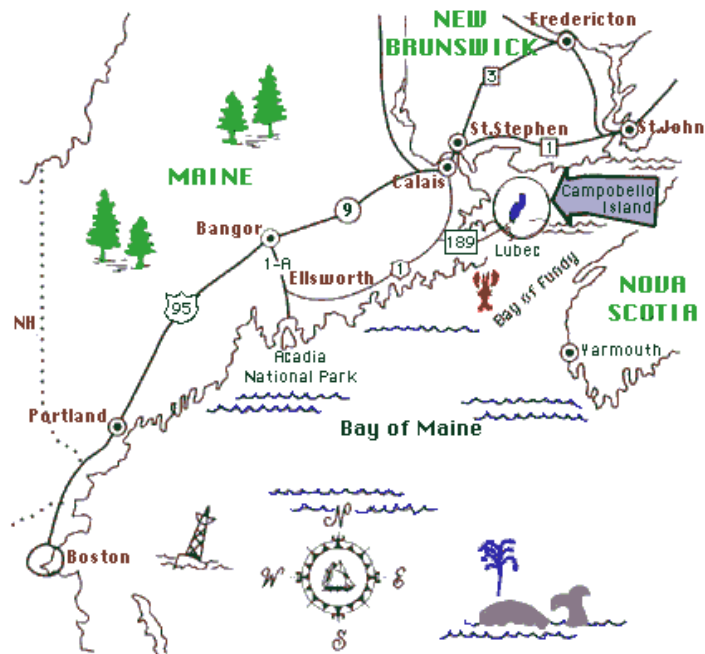 NEW
BRUNSWICK
Fredericton
3
St.Stephen
1
St.John
MAINE
Calais
Campobello
Island
9
Bangor
189
Lubec
1-A
Ellsworth
1
Bay of Fundy
NOVA
SCOTIA
95
NH
Acadia
National Park
Yarmouth
Portland
Bay of Maine
Boston
N
W
E
S